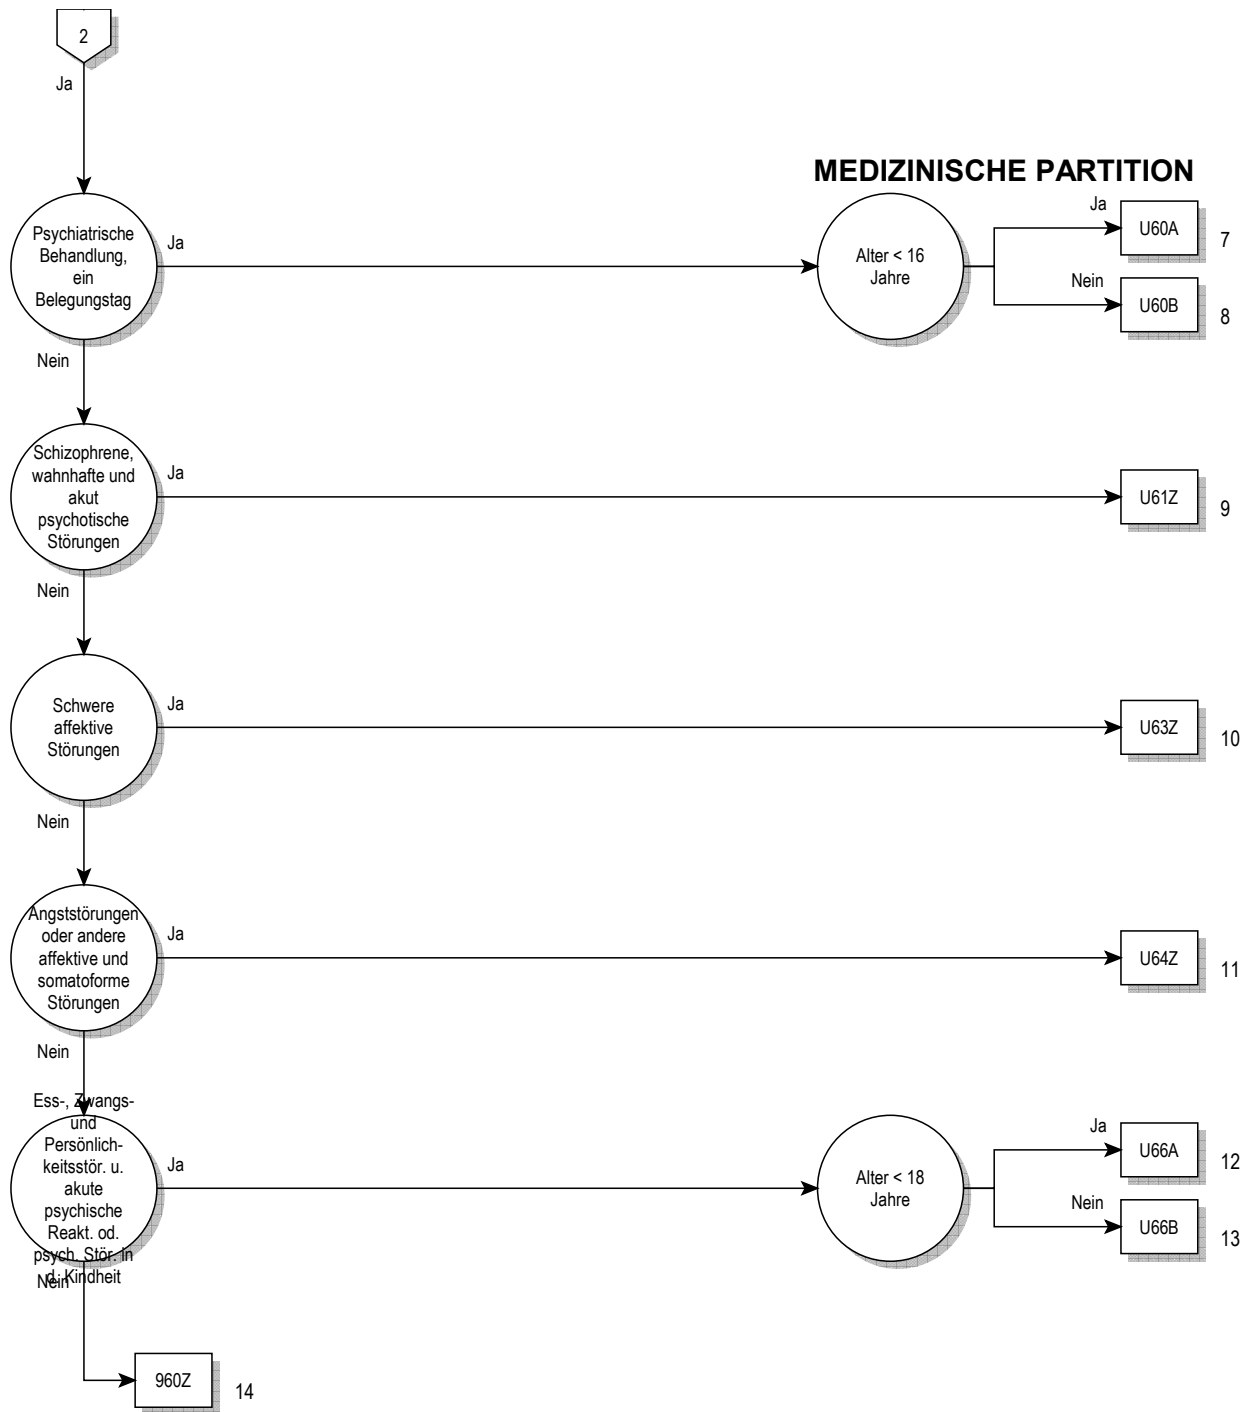 2
Ja
MEDIZINISCHE PARTITION
Psychiatrische
Behandlung,
ein
Belegungstag
Ja
Alter < 16
Jahre
Ja
U60A
7
Nein
U60B
8
Nein
Schizophrene,
wahnhafte und
akut
psychotische
Störungen
Ja
U61Z
9
Nein
Schwere
affektive
Störungen
Ja
U63Z
10
Nein
Angststörungen
oder andere
affektive und
somatoforme
Störungen
Ja
U64Z
11
Nein
Ess-, Zwangs-
und
Persönlich-
keitsstör. u.
akute
psychische
Reakt. od.
psych. Stör. in
d. Kindheit
Ja
Alter < 18
Jahre
Ja
U66A
12
Nein
U66B
13
Nein
960Z
14